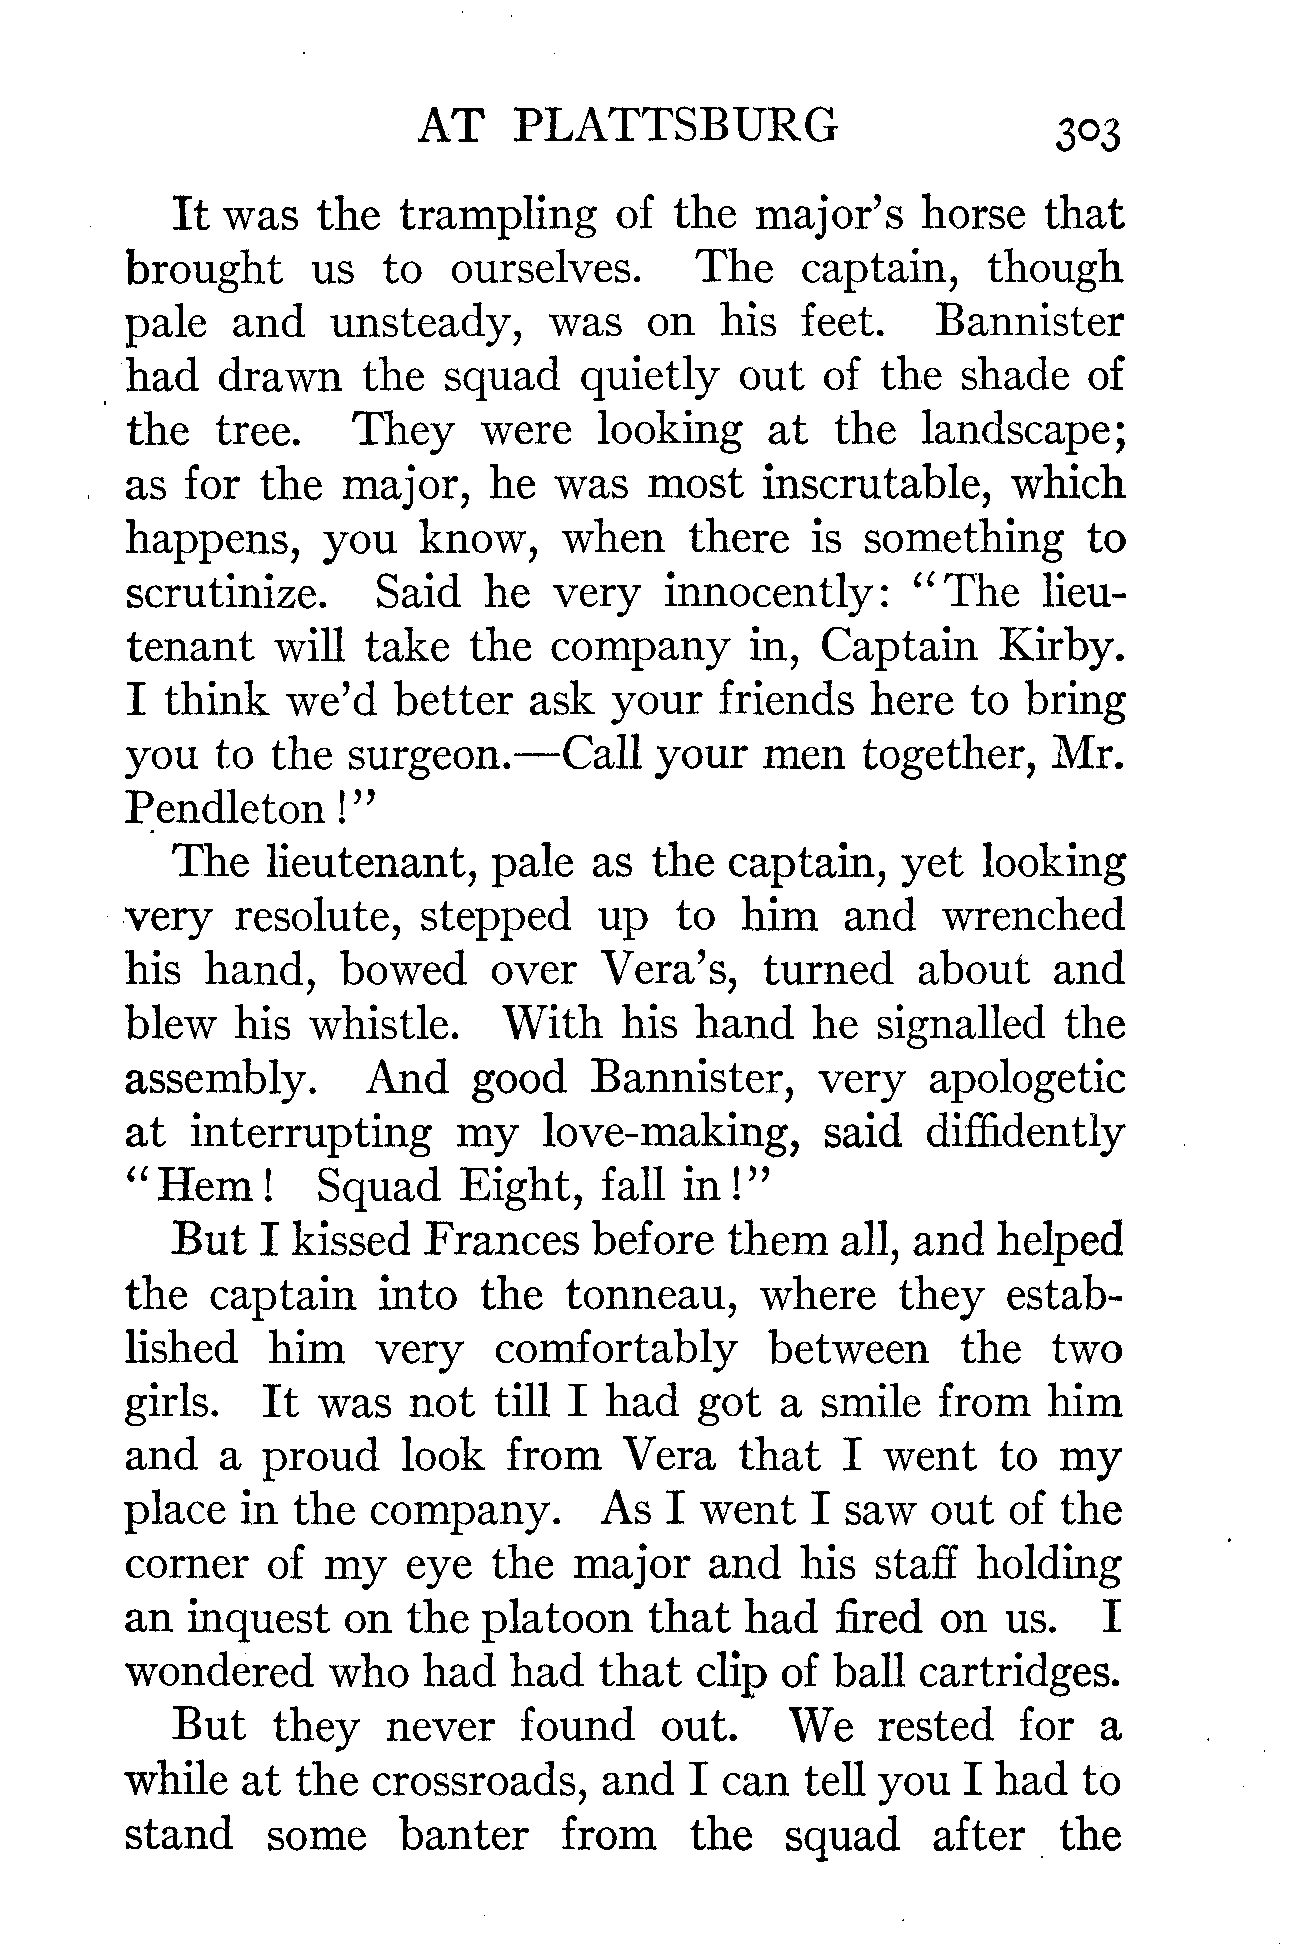 AT PLATTSBURG 303
It was the trampling of the major's horse that
brought us to ourselves. The captain, though
pale and unsteady, was on his feet. Bannister
had drawn the squad quietly out of the shade of
the tree. They were looking at the landscape;
as for the major, he was most inscrutable, which
happens, you know, when there is something to
scrutinize. Said he very innocently: "The lieu-
tenant will take the company in, Captain Kirby.
I think we'd better ask your friends here to bring
you to the surgeon.—Call your men together, Mr.
Pendleton!"
The lieutenant, pale as the captain, yet looking
very resolute, stepped up to him and wrenched
his hand, bowed over Vera's, turned about and
blew his whistle. With his hand he signalled the
assembly. And good Bannister, very apologetic
at interrupting my love-making, said diffidently
"Hem! Squad Eight, fall in!"
But I kissed Frances before them all, and helped
the captain into the tonneau, where they estab-
lished him very comfortably between the two
girls. It was not till I had got a smile from him
and a proud look from Vera that I went to my
place in the company. As I went I saw out of the
corner of my eye the major and his staff holding
an inquest on the platoon that had fired on us. I
wondered who had had that clip of ball cartridges.
But they never found out. We rested for a
while at the crossroads, and I can tell you I had to
stand some banter from the squad after the